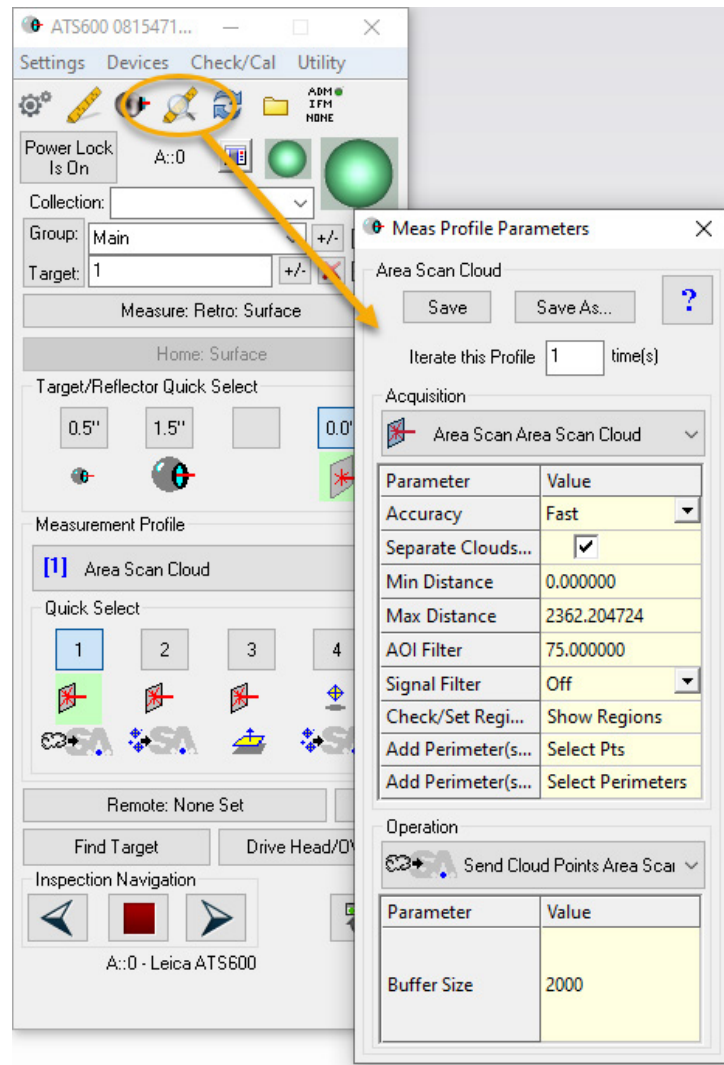 ATS600 0815471...
Settings Devices Check/Cal Utility
ADM
IFM
NONE
Power Lock
Is On
A::0
Collection:
Group: Main +/-
Target: 1 +/-
Measure: Retro: Surface
Home: Surface
Target/Reflector Quick Select
0.5" 1.5" 0.0"
Measurement Profile
[1] Area Scan Cloud
Quick Select
1 2 3 4
SA SA SA
Remote: None Set
Find Target Drive Head/O
Inspection Navigation
A::0 - Leica ATS600
Meas Profile Parameters
Area Scan Cloud
Save Save As... ?
Iterate this Profile 1 time(s)
Acquisition
Area Scan Area Scan Cloud
Parameter Value
Accuracy Fast
Separate Clouds...
Min Distance 0.000000
Max Distance 2362.204724
AOI Filter 75.000000
Signal Filter Off
Check/Set Regi... Show Regions
Add Perimeter(s... Select Pts
Add Perimeter(s... Select Perimeters
Operation
SA Send Cloud Points Area Scar
Parameter Value
Buffer Size 2000